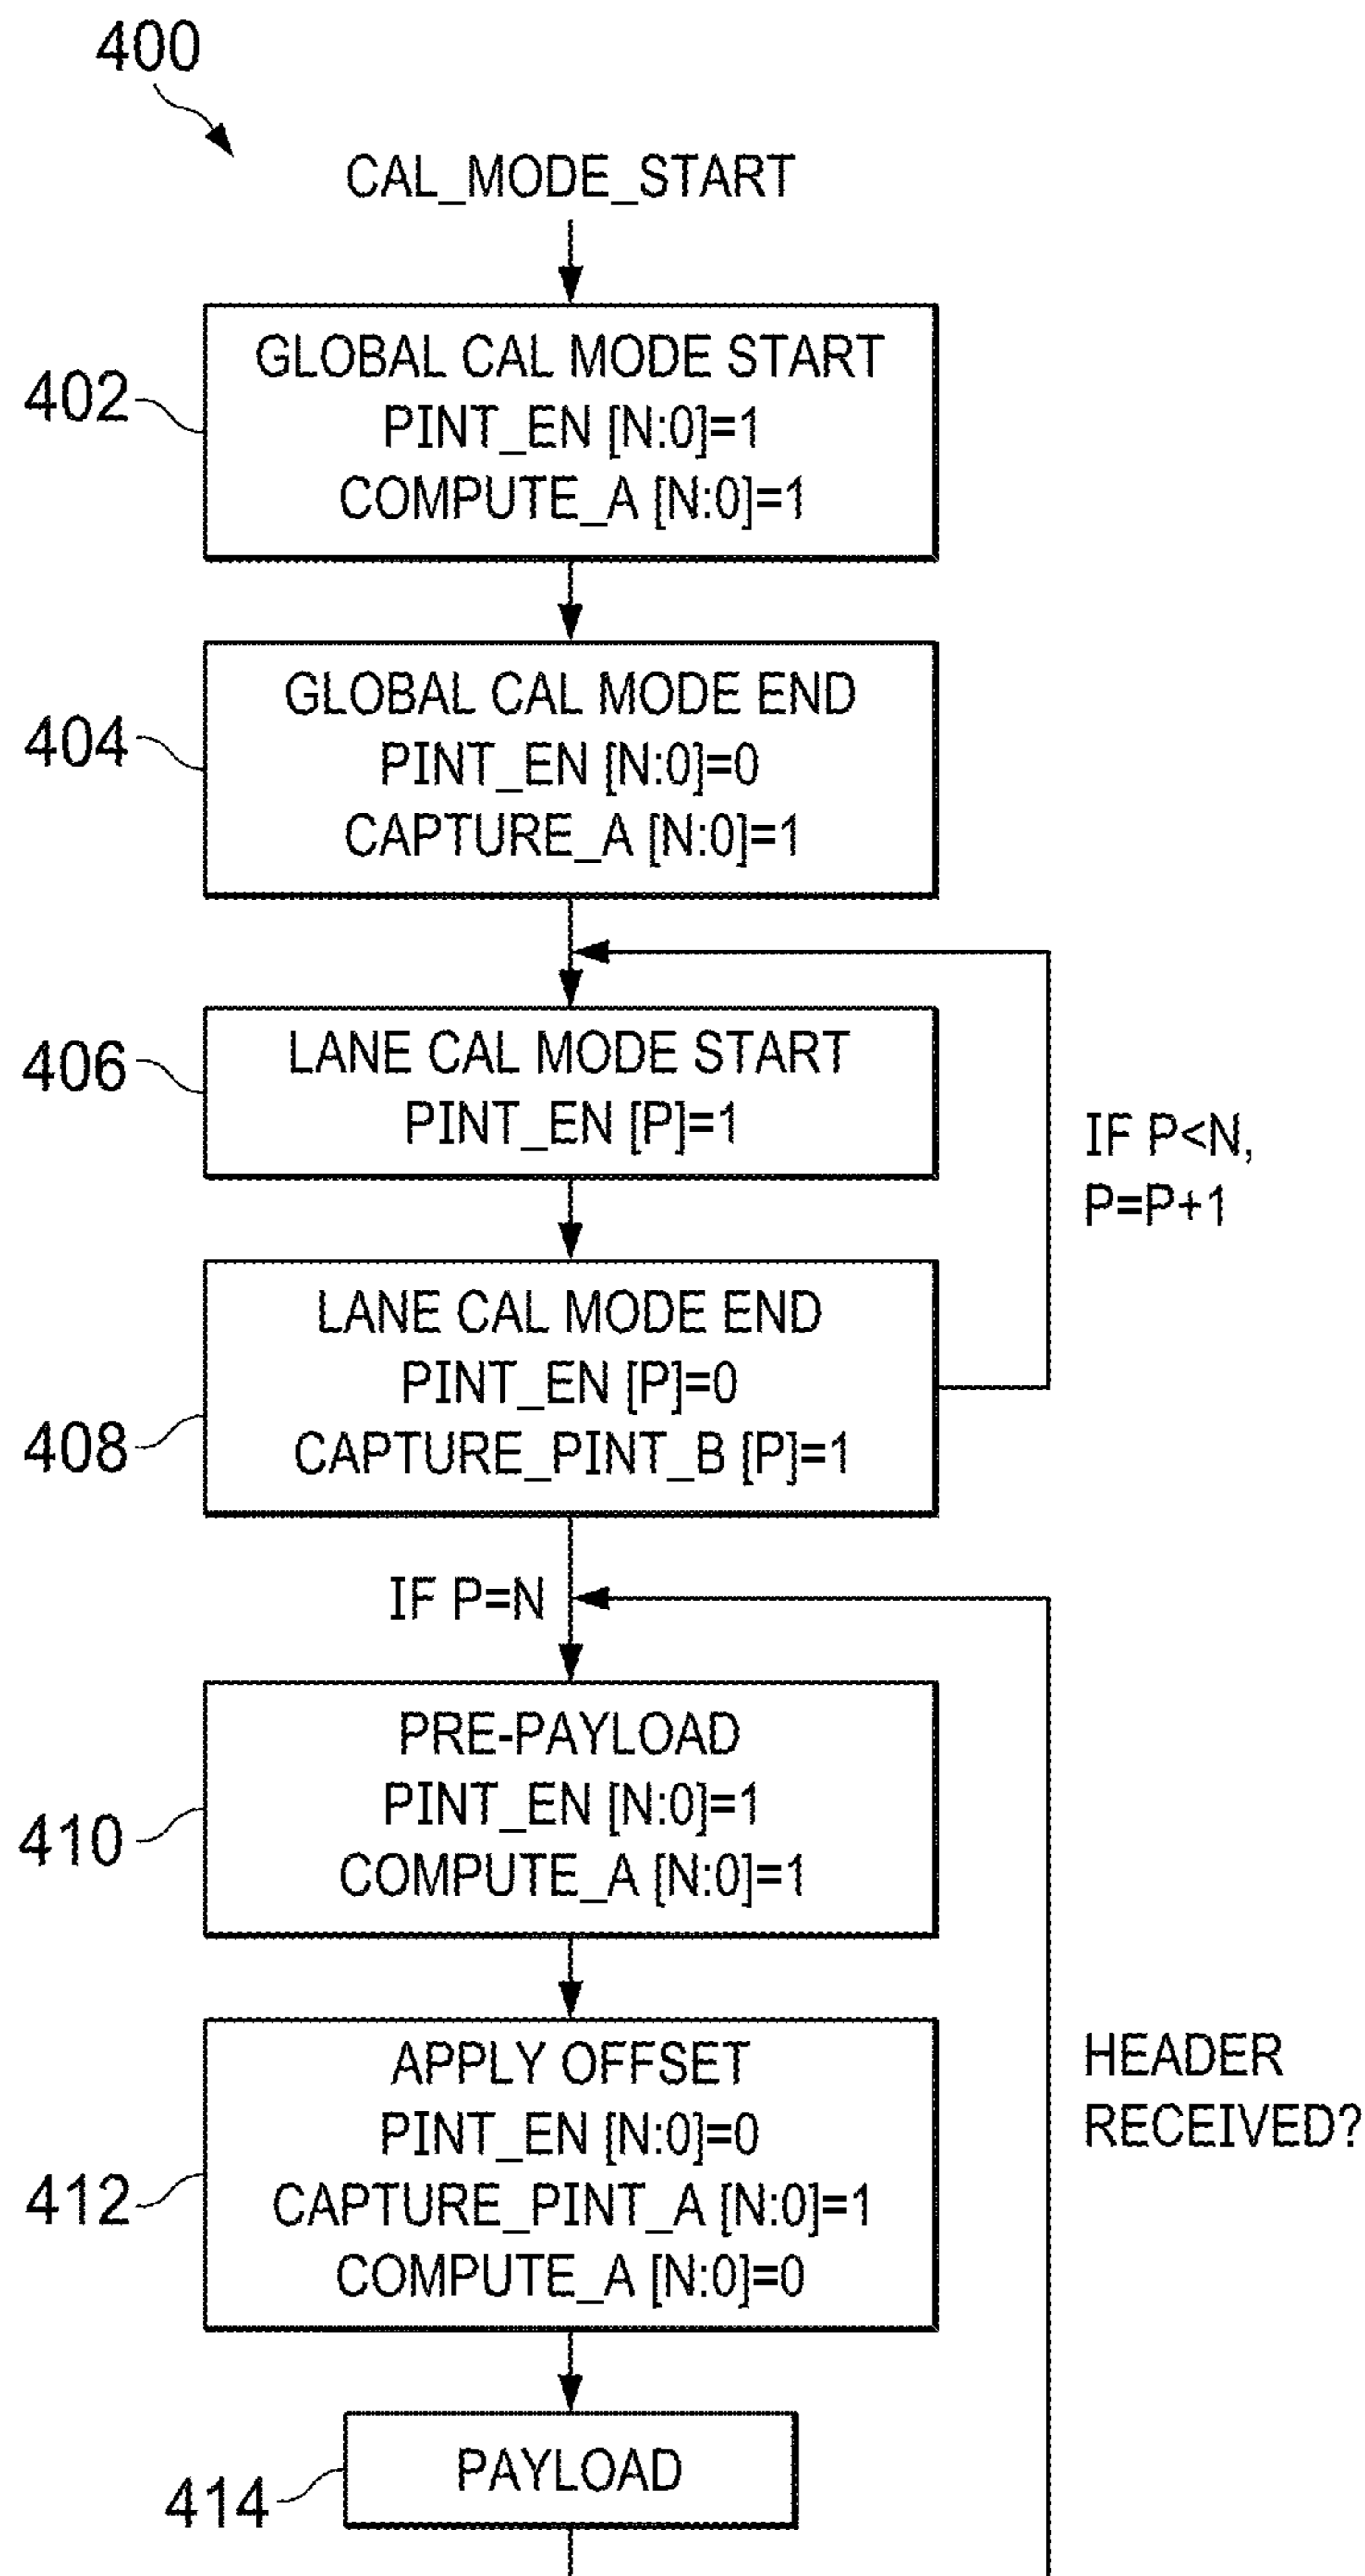 400
CAL_MODE_START
402
GLOBAL CAL MODE START
PINT_EN [N:0]=1
COMPUTE_A [N:0]=1
404
GLOBAL CAL MODE END
PINT_EN [N:0]=0
CAPTURE_A [N:0]=1
406
LANE CAL MODE START
PINT_EN [P]=1
IF P<N,
P=P+1
408
LANE CAL MODE END
PINT_EN [P]=0
CAPTURE_PINT_B [P]=1
IF P=N
410
PRE-PAYLOAD
PINT_EN [N:0]=1
COMPUTE_A [N:0]=1
412
APPLY OFFSET
PINT_EN [N:0]=0
CAPTURE_PINT_A [N:0]=1
COMPUTE_A [N:0]=0
HEADER
RECEIVED?
414
PAYLOAD